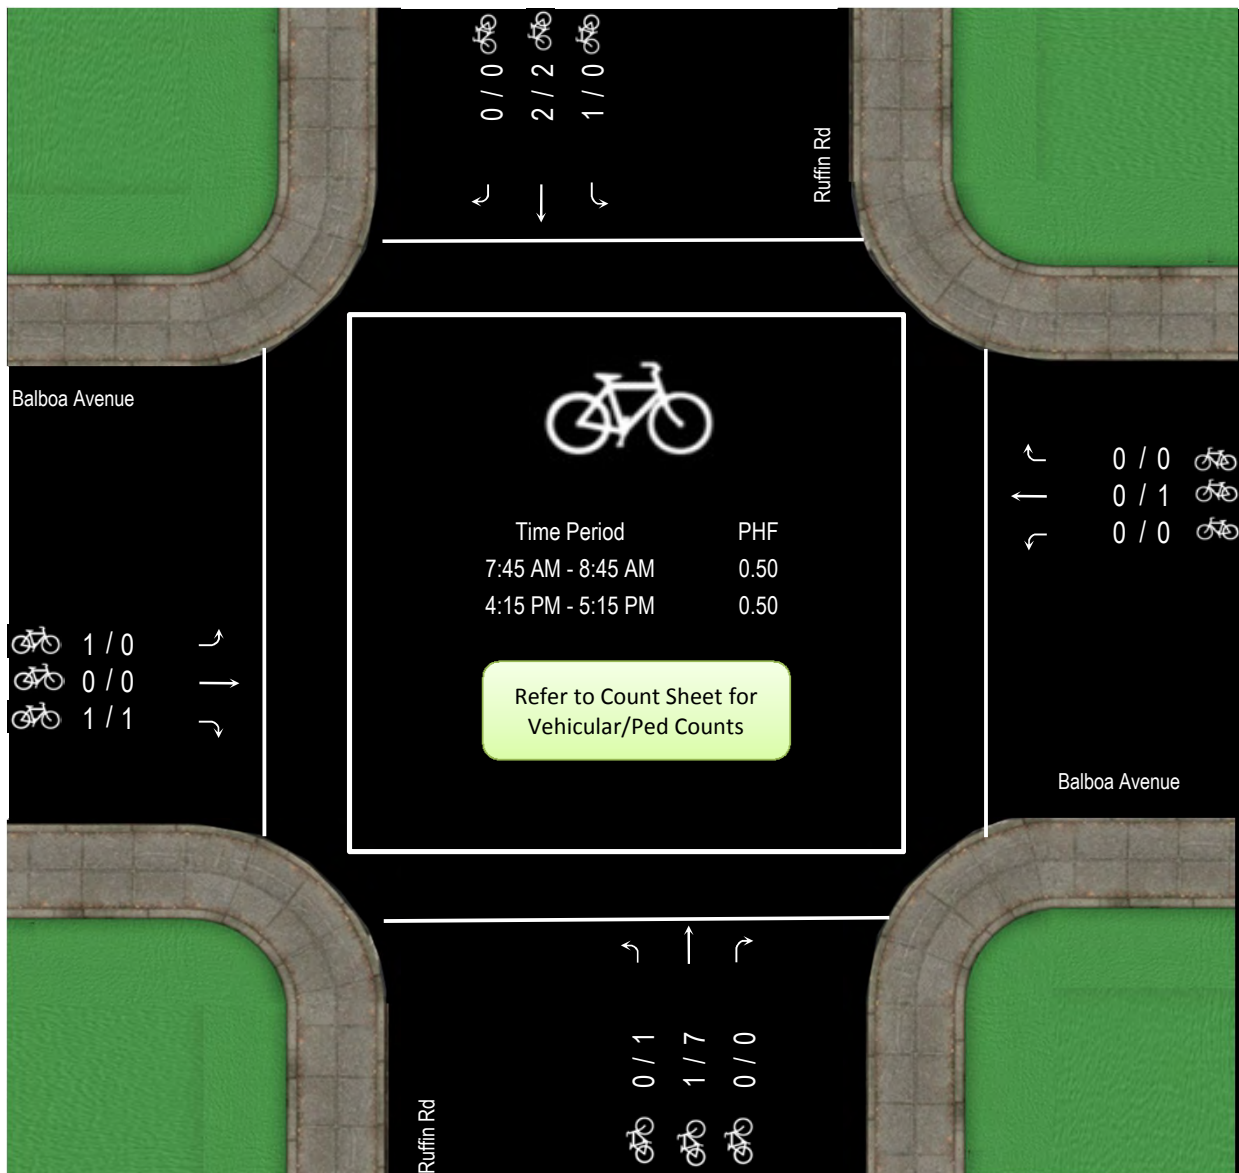 0 / 0
2 / 2
1 / 0
Ruffin Rd
Balboa Avenue
0 / 0
0 / 1
0 / 0
Time Period PHF
7:45 AM - 8:45 AM 0.50
4:15 PM - 5:15 PM 0.50
1 / 0
0 / 0
1 / 1
Refer to Count Sheet for
Vehicular/Ped Counts
Balboa Avenue
0 / 1
1 / 7
0 / 0
Ruffin Rd